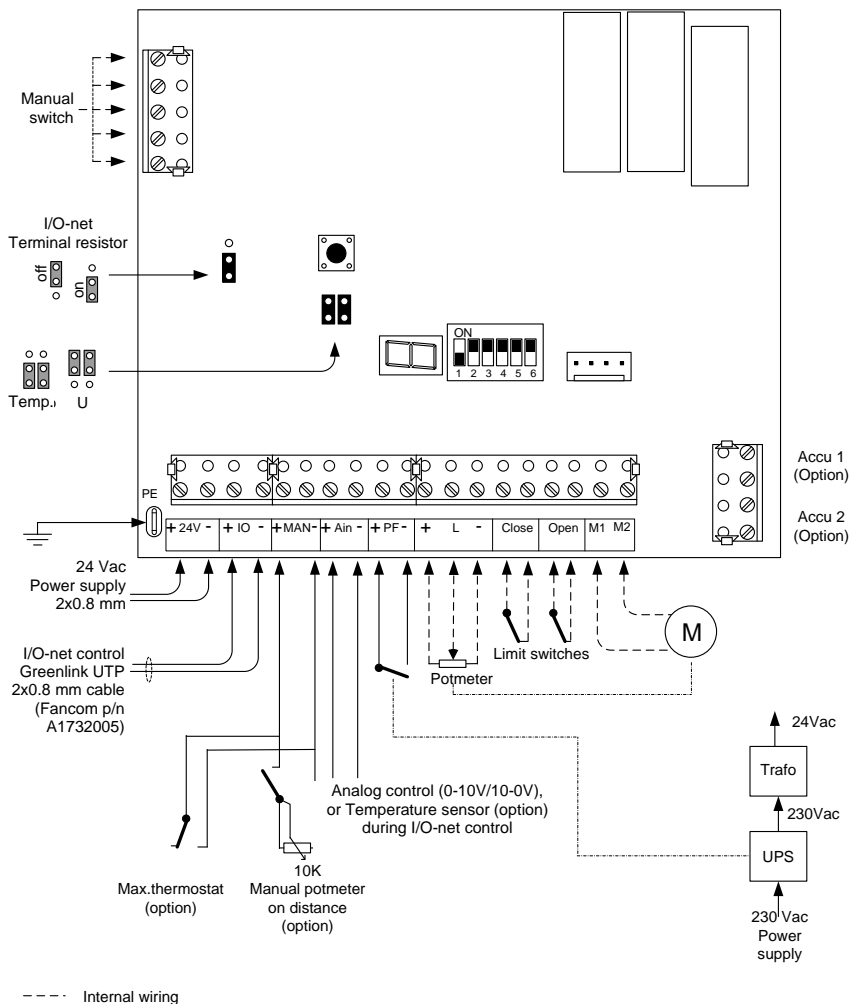 Manual
switch
I/O-net
Terminal resistor
off
on
Temp.
U
ON
1 2 3 4 5 6
Accu 1
(Option)
Accu 2
(Option)
PE
+ 24V - + IO - +MAN- + Ain - + PF - + L - Close Open M1 M2
24 Vac
Power supply
2x0.8 mm
I/O-net control
Greenlink UTP
2x0.8 mm cable
(Fancom p/n
A1732005)
Potmeter
Limit switches
M
Analog control (0-10V/10-0V),
or Temperature sensor (option)
during I/O-net control
Max.thermostat
(option)
10K
Manual potmeter
on distance
(option)
24Vac
Trafo
230Vac
UPS
230 Vac
Power
supply
Internal wiring